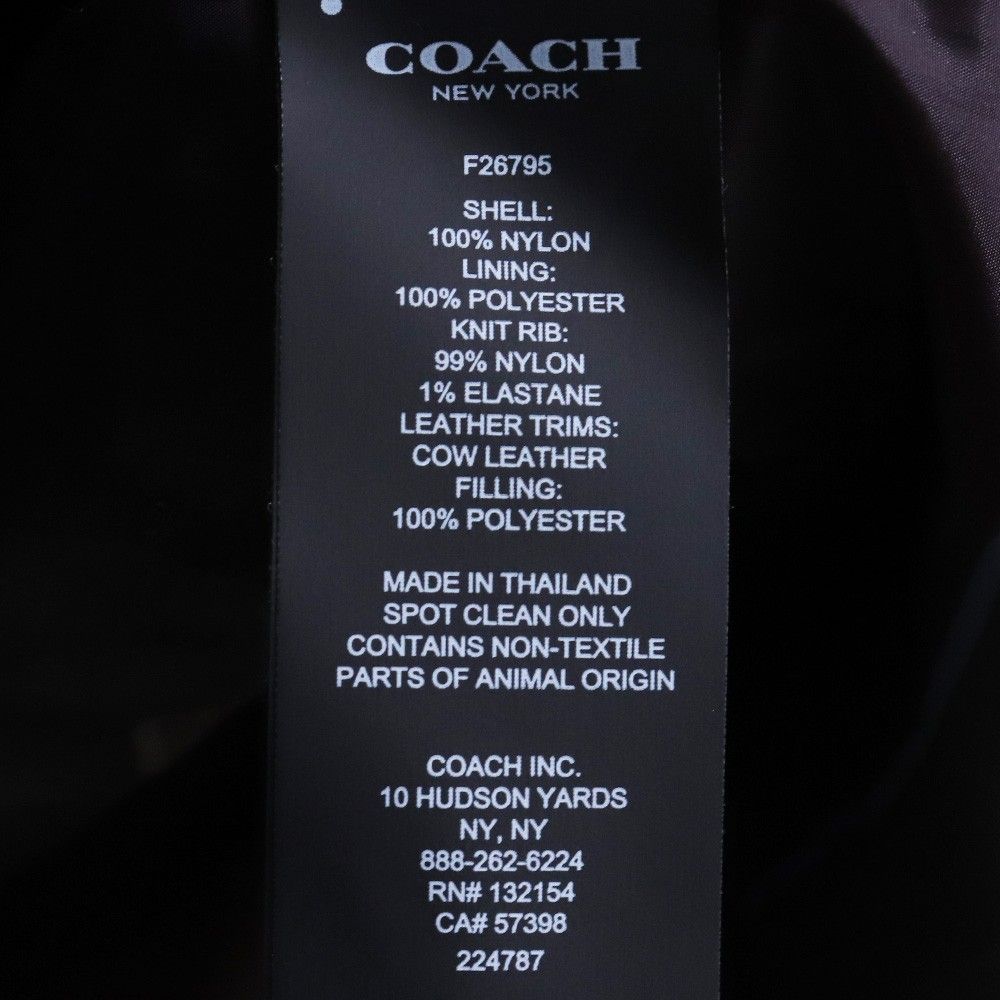 COACH
NEW YORK
F26795
SHELL:
100% NYLON
LINING:
100% POLYESTER
KNIT RIB:
99% NYLON
1% ELASTANE
LEATHER TRIMS:
COW LEATHER
FILLING:
100% POLYESTER
MADE IN THAILAND
SPOT CLEAN ONLY
CONTAINS NON-TEXTILE
PARTS OF ANIMAL ORIGIN
COACH INC.
10 HUDSON YARDS
NY, NY
888-262-6224
RN# 132154
CA# 57398
224787